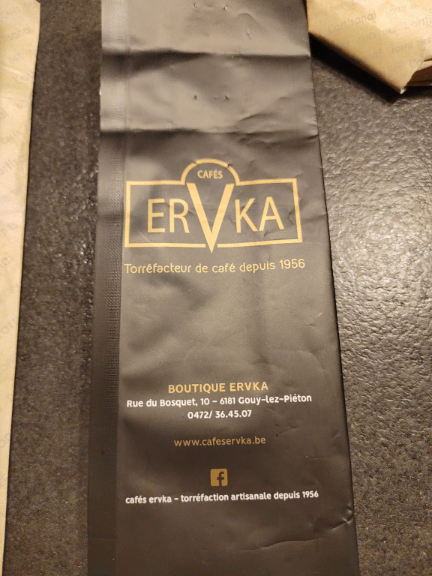 CAFÉS
ERVKA
Torréfacteur de café depuis 1956
BOUTIQUE ERVKA
Rue du Bosquet, 10 – 6181 Gouy-lez-Piéton
0472/ 36.45.07
www.cafeservka.be
cafés ervka – torréfaction artisanale depuis 1956